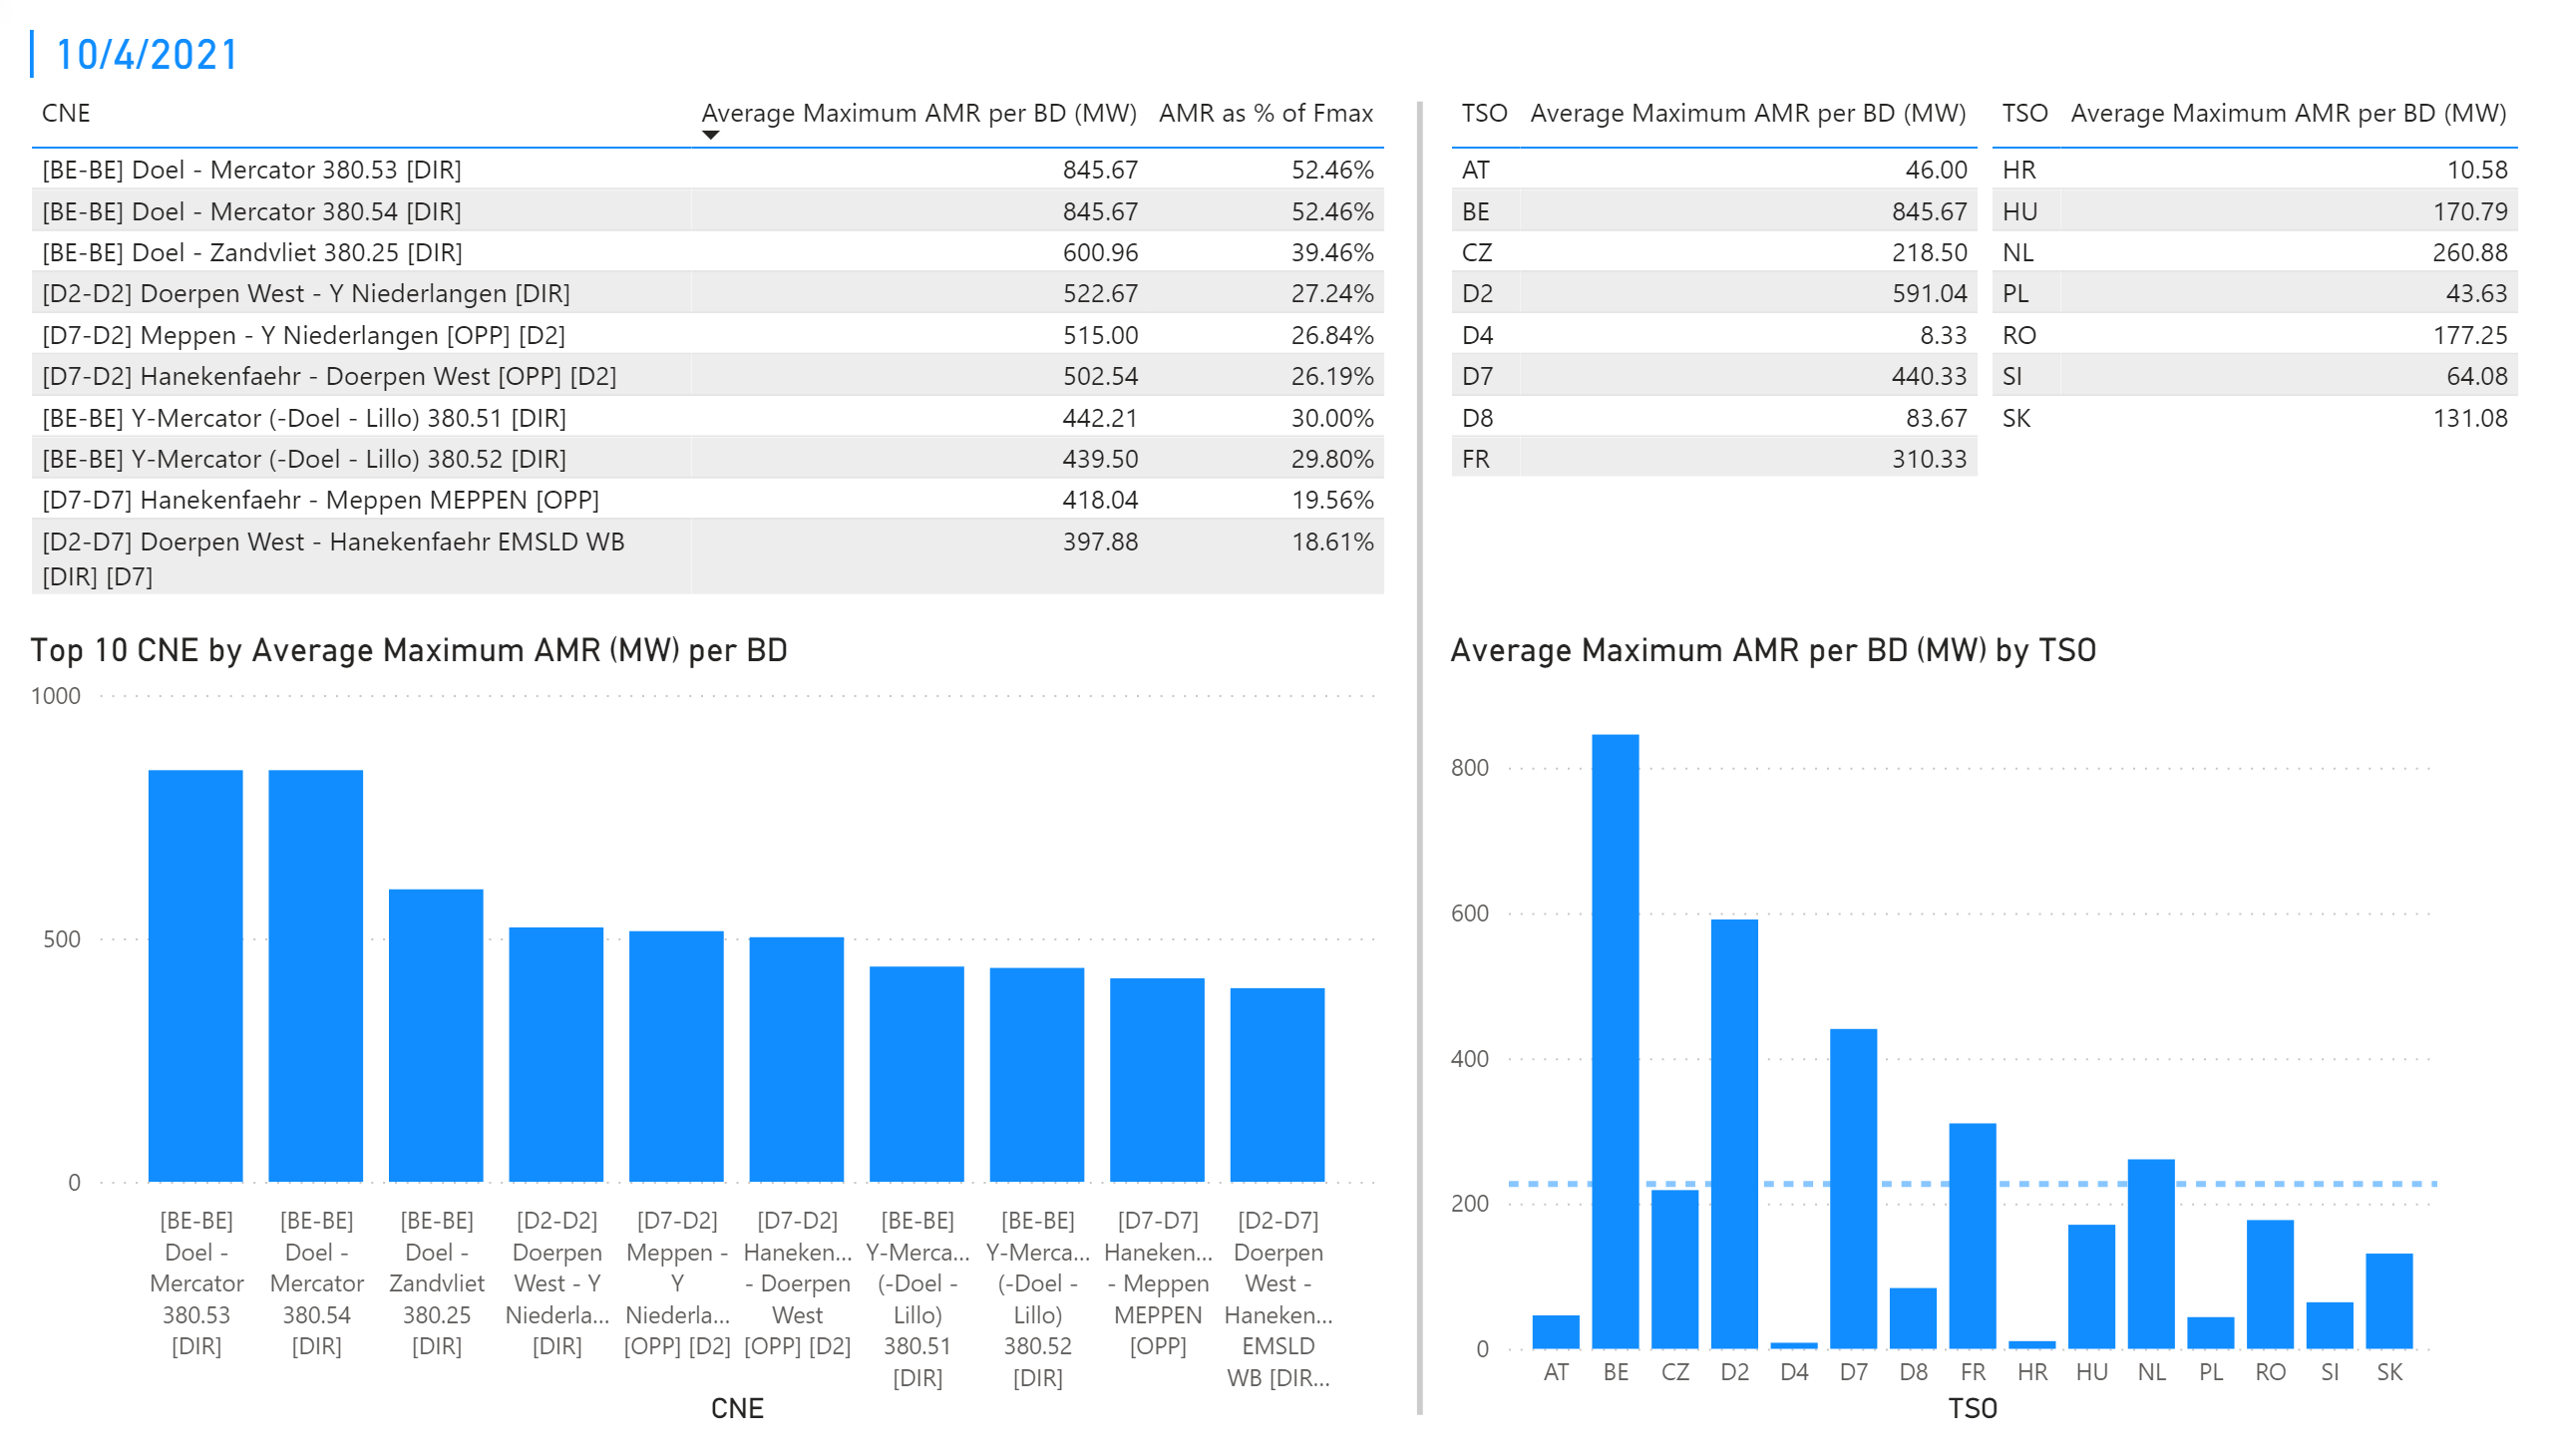 10/4/2021
CNE Average Maximum AMR per BD (MW) AMR as % of Fmax
[BE-BE] Doel - Mercator 380.53 [DIR] 845.67 52.46%
[BE-BE] Doel - Mercator 380.54 [DIR] 845.67 52.46%
[BE-BE] Doel - Zandvliet 380.25 [DIR] 600.96 39.46%
[D2-D2] Doerpen West - Y Niederlangen [DIR] 522.67 27.24%
[D7-D2] Meppen - Y Niederlangen [OPP] [D2] 515.00 26.84%
[D7-D2] Hanekenfaehr - Doerpen West [OPP] [D2] 502.54 26.19%
[BE-BE] Y-Mercator (-Doel - Lillo) 380.51 [DIR] 442.21 30.00%
[BE-BE] Y-Mercator (-Doel - Lillo) 380.52 [DIR] 439.50 29.80%
[D7-D7] Hanekenfaehr - Meppen MEPPEN [OPP] 418.04 19.56%
[D2-D7] Doerpen West - Hanekenfaehr EMSLD WB 397.88 18.61%
[DIR] [D7]
TSO Average Maximum AMR per BD (MW)
AT 46.00
BE 845.67
CZ 218.50
D2 591.04
D4 8.33
D7 440.33
D8 83.67
FR 310.33
TSO Average Maximum AMR per BD (MW)
HR 10.58
HU 170.79
NL 260.88
PL 43.63
RO 177.25
SI 64.08
SK 131.08
Top 10 CNE by Average Maximum AMR (MW) per BD
1000
500
0
[BE-BE]
Doel -
Mercator
380.53
[DIR]
[BE-BE]
Doel -
Mercator
380.54
[DIR]
[BE-BE]
Doel -
Zandvliet
380.25
[DIR]
[D2-D2]
Doerpen
West - Y
Niederla...
[DIR]
[D7-D2]
Meppen -
Y
Niederla...
[OPP] [D2]
[D7-D2]
Haneken...
- Doerpen
West
[OPP] [D2]
[BE-BE]
Y-Merca...
(-Doel -
Lillo)
380.51
[DIR]
[BE-BE]
Y-Merca...
(-Doel -
Lillo)
380.52
[DIR]
[D7-D7]
Haneken...
- Meppen
MEPPEN
[OPP]
[D2-D7]
Doerpen
West -
Haneken...
EMSLD
WB [DIR...
CNE
Average Maximum AMR per BD (MW) by TSO
800
600
400
200
0
AT BE CZ D2 D4 D7 D8 FR HR HU NL PL RO SI SK
TSO